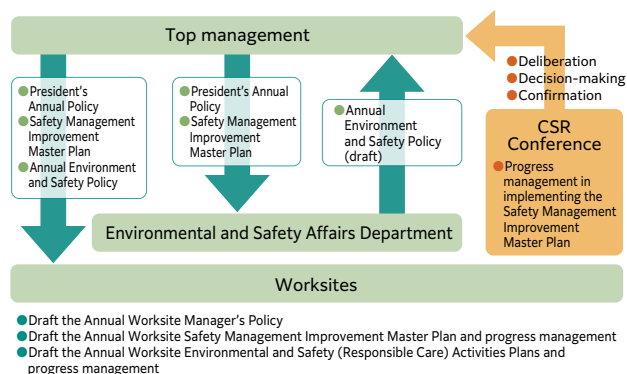 Top management
●Deliberation
●Decision-making
●Confirmation
●President's
Annual Policy
●Safety Management
Improvement
Master Plan
●Annual Environment
and Safety Policy
●President's Annual
Policy
●Safety Management
Improvement
Master Plan
●Annual
Environment
and Safety Policy
(draft)
CSR
Conference
●Progress
management in
implementing the
Safety Management
Improvement
Master Plan
Environmental and Safety Affairs Department
Worksites
●Draft the Annual Worksite Manager's Policy
●Draft the Annual Worksite Safety Management Improvement Master Plan and progress management
●Draft the Annual Worksite Environmental and Safety (Responsible Care) Activities Plans and
progress management